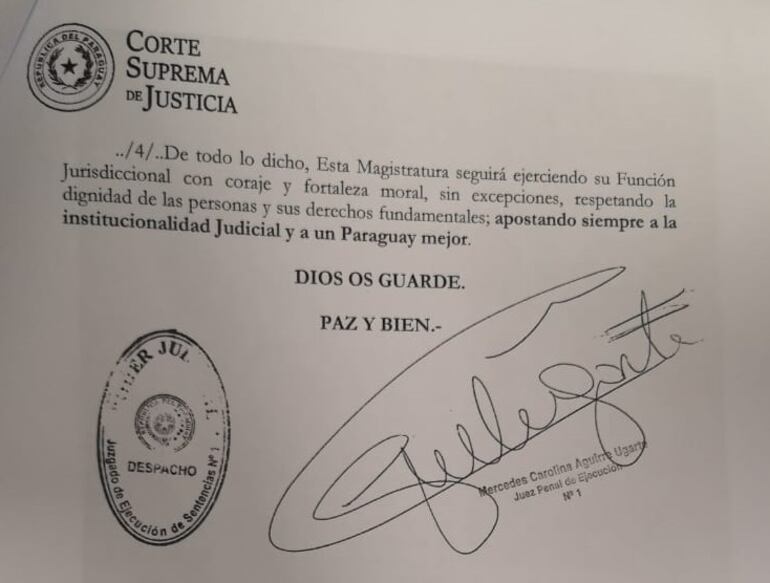 REPUBLICA DEL PARAGUAY
CORTE
SUPREMA
DE JUSTICIA
../4/..De todo lo dicho, Esta Magistratura seguirá ejerciendo su Función
Jurisdiccional con coraje y fortaleza moral, sin excepciones, respetando la
dignidad de las personas y sus derechos fundamentales; apostando siempre a la
institucionalidad Judicial y a un Paraguay mejor.
DIOS OS GUARDE.
PAZ Y BIEN.-
DESPACHO
Juzgado de Ejecución de Sentencias Nº 1
Mercedes Carolina Aguirre Ugarte
Juez Penal de Ejecución
Nº 1